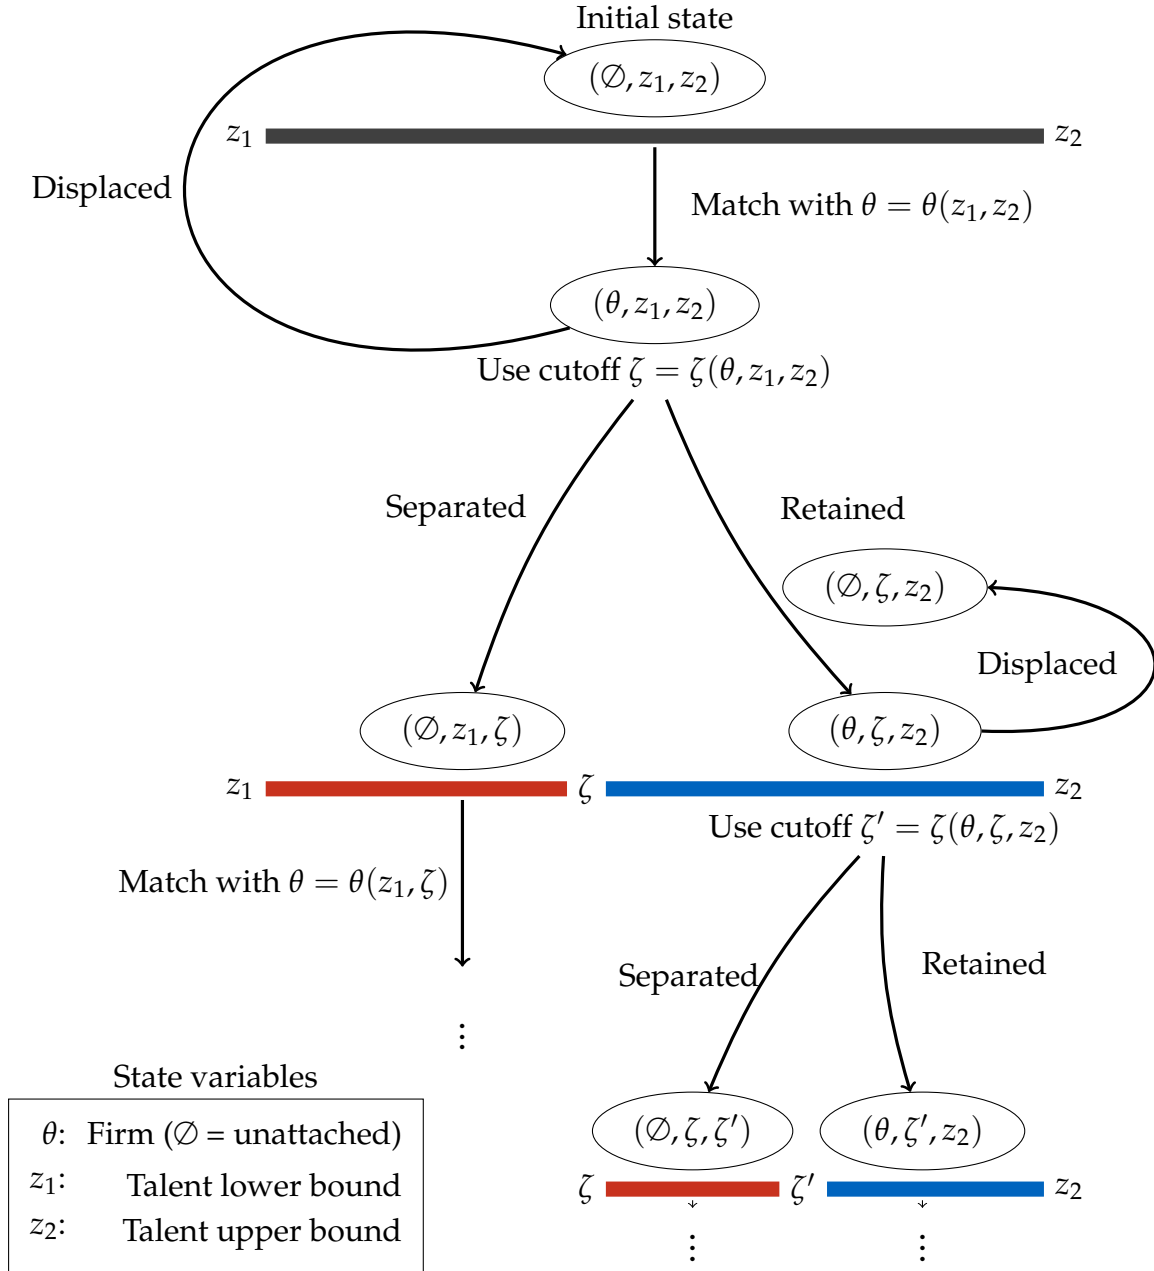 Initial state
(∅, z₁, z₂)
z₁
z₂
Displaced
Match with θ = θ(z₁, z₂)
(θ, z₁, z₂)
Use cutoff ζ = ζ(θ, z₁, z₂)
Separated
Retained
(∅, ζ, z₂)
Displaced
(∅, z₁, ζ)
(θ, ζ, z₂)
z₁
ζ
z₂
Use cutoff ζ′ = ζ(θ, ζ, z₂)
Match with θ = θ(z₁, ζ)
Separated
Retained
⋮
State variables
θ: Firm (∅ = unattached)
z₁: Talent lower bound
z₂: Talent upper bound
(∅, ζ, ζ′)
(θ, ζ′, z₂)
ζ
ζ′
z₂
⋮
⋮